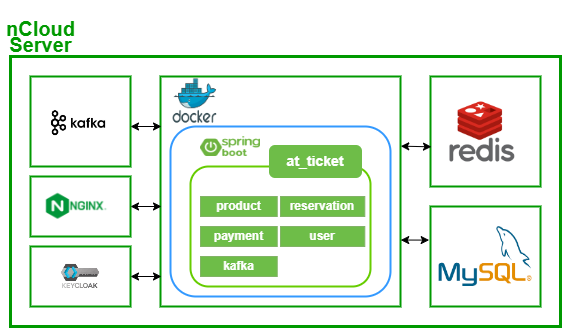 nCloud
Server
kafka
docker
spring
boot
at_ticket
redis
NGINX
product
reservation
payment
user
kafka
KEYCLOAK
MySQL